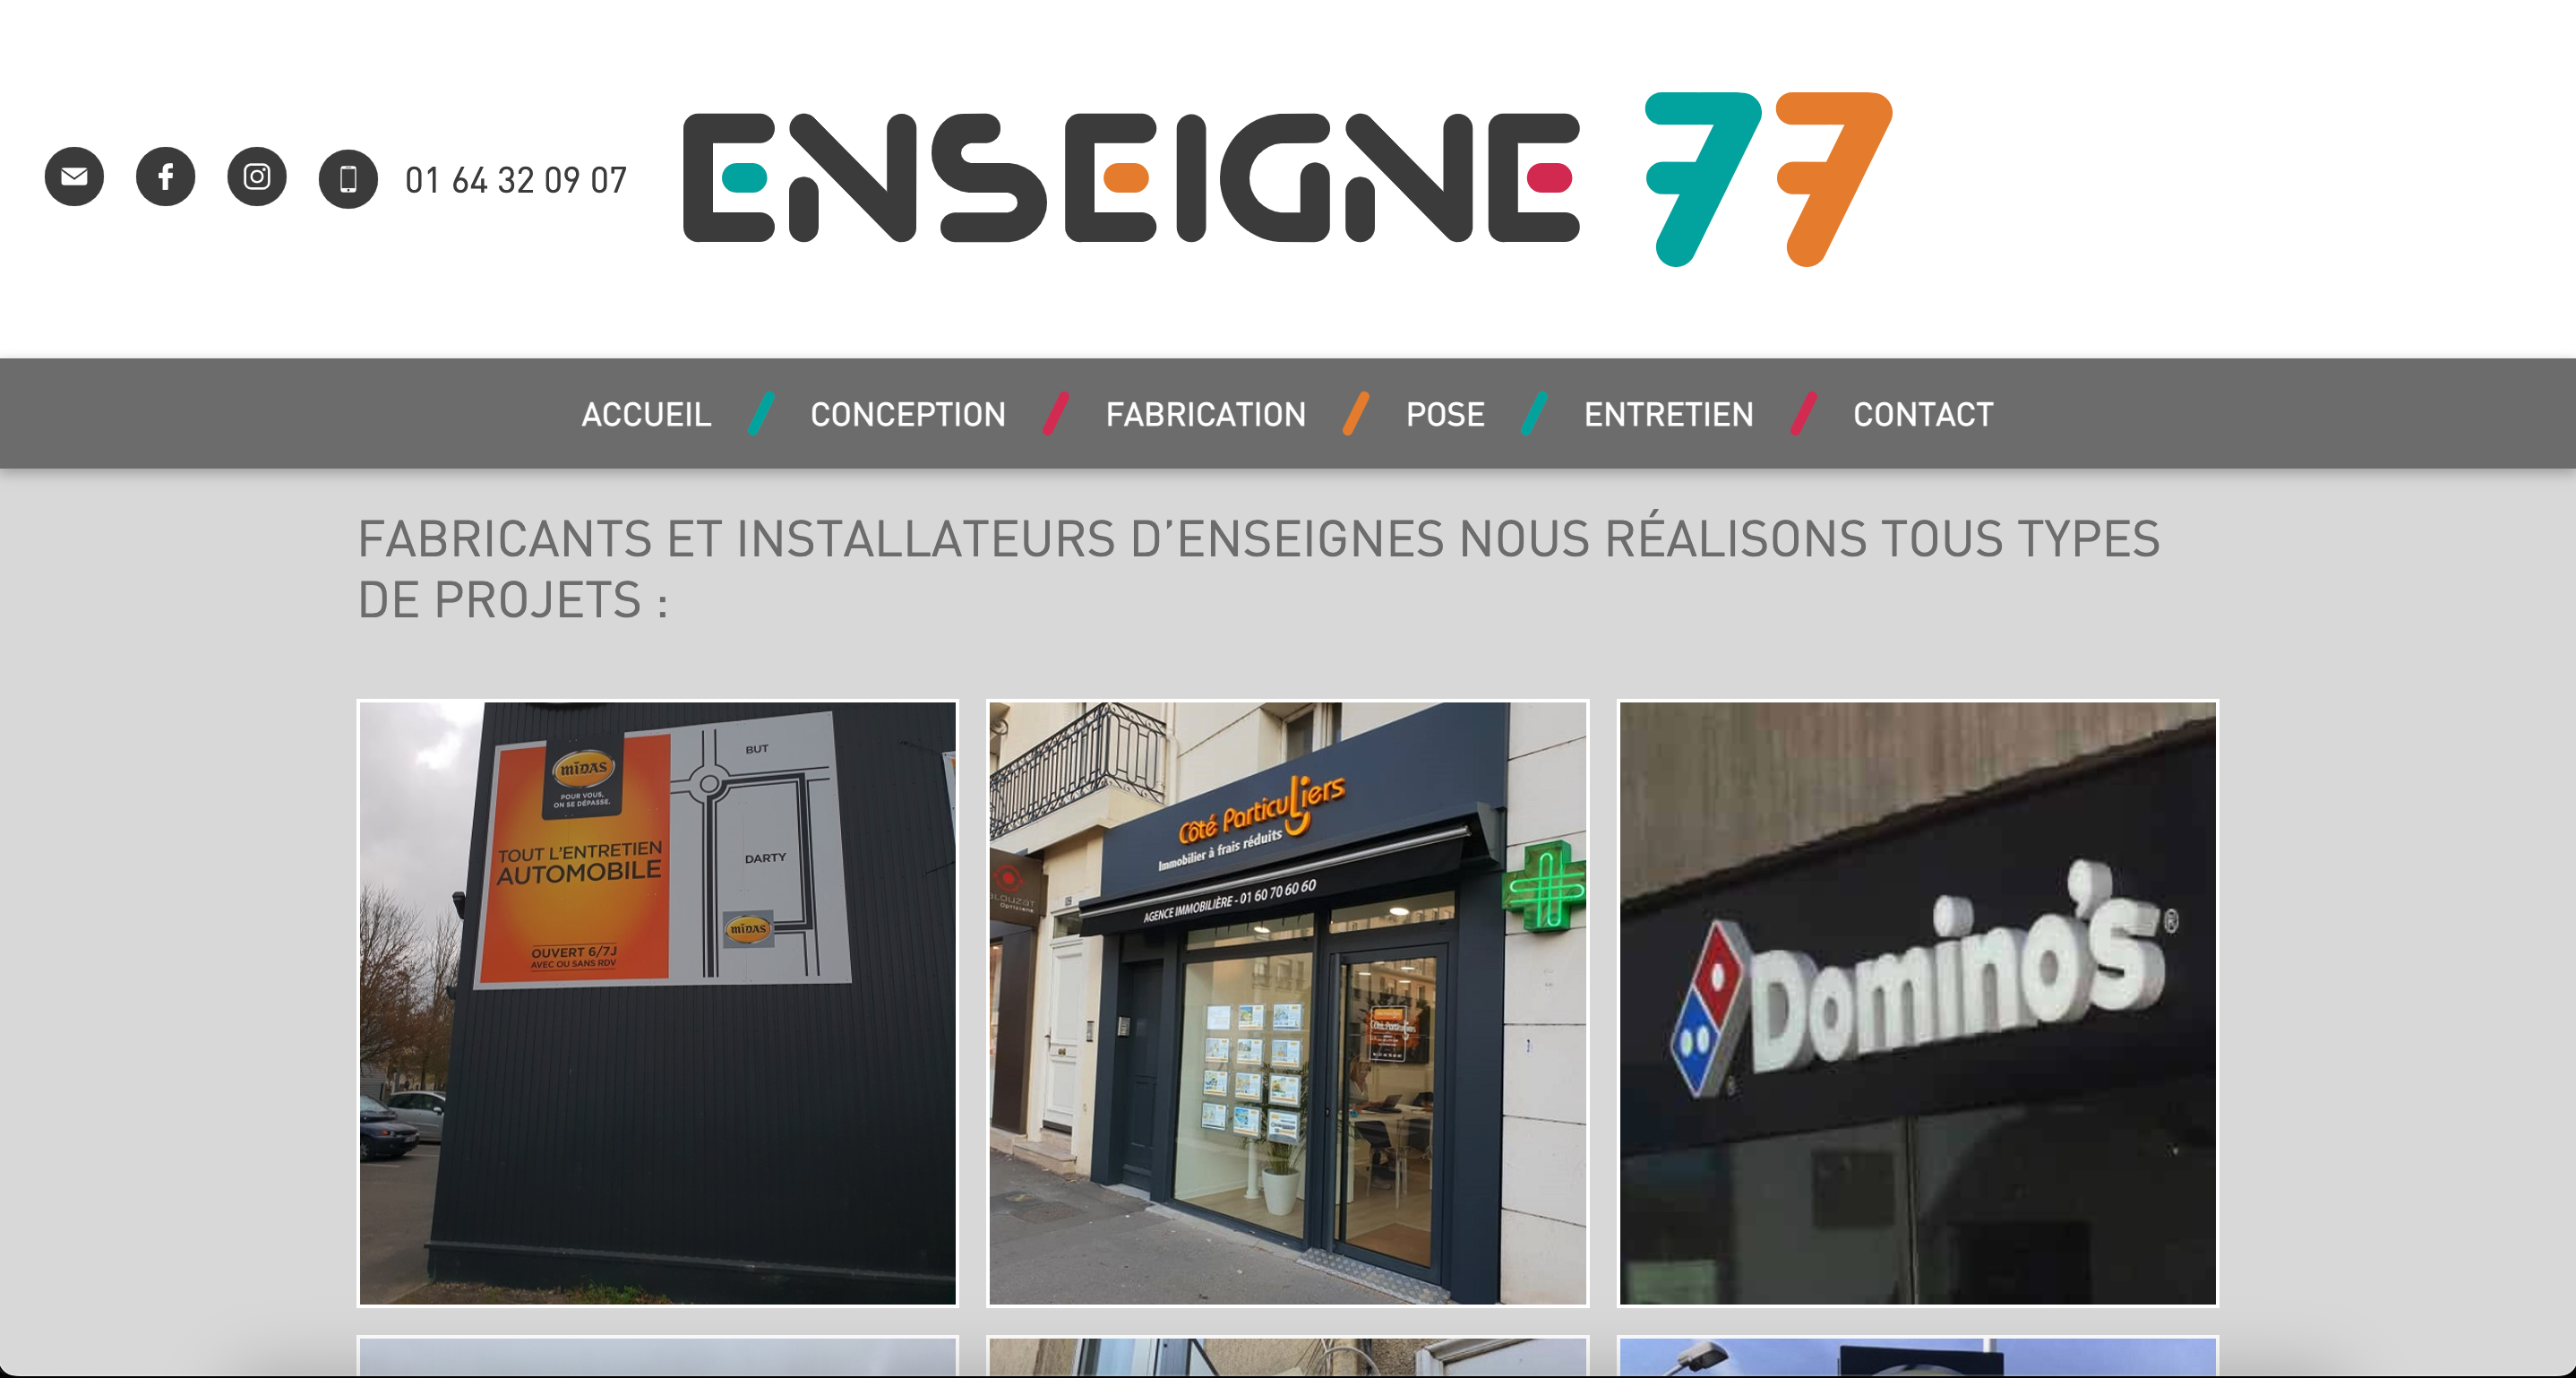 01 64 32 09 07
ENSEIGNE 77
ACCUEIL / CONCEPTION / FABRICATION / POSE / ENTRETIEN / CONTACT
FABRICANTS ET INSTALLATEURS D’ENSEIGNES NOUS RÉALISONS TOUS TYPES
DE PROJETS :
MIDAS
POUR VOUS,
ON SE DÉPASSE.
TOUT L'ENTRETIEN
AUTOMOBILE
OUVERT 6/7J
AVEC OU SANS RDV
BUT
DARTY
MIDAS
Côté Particuliers
Immobilier à frais réduits
AGENCE IMMOBILIÈRE - 01 60 70 60 60
Opticiens
Domino's®